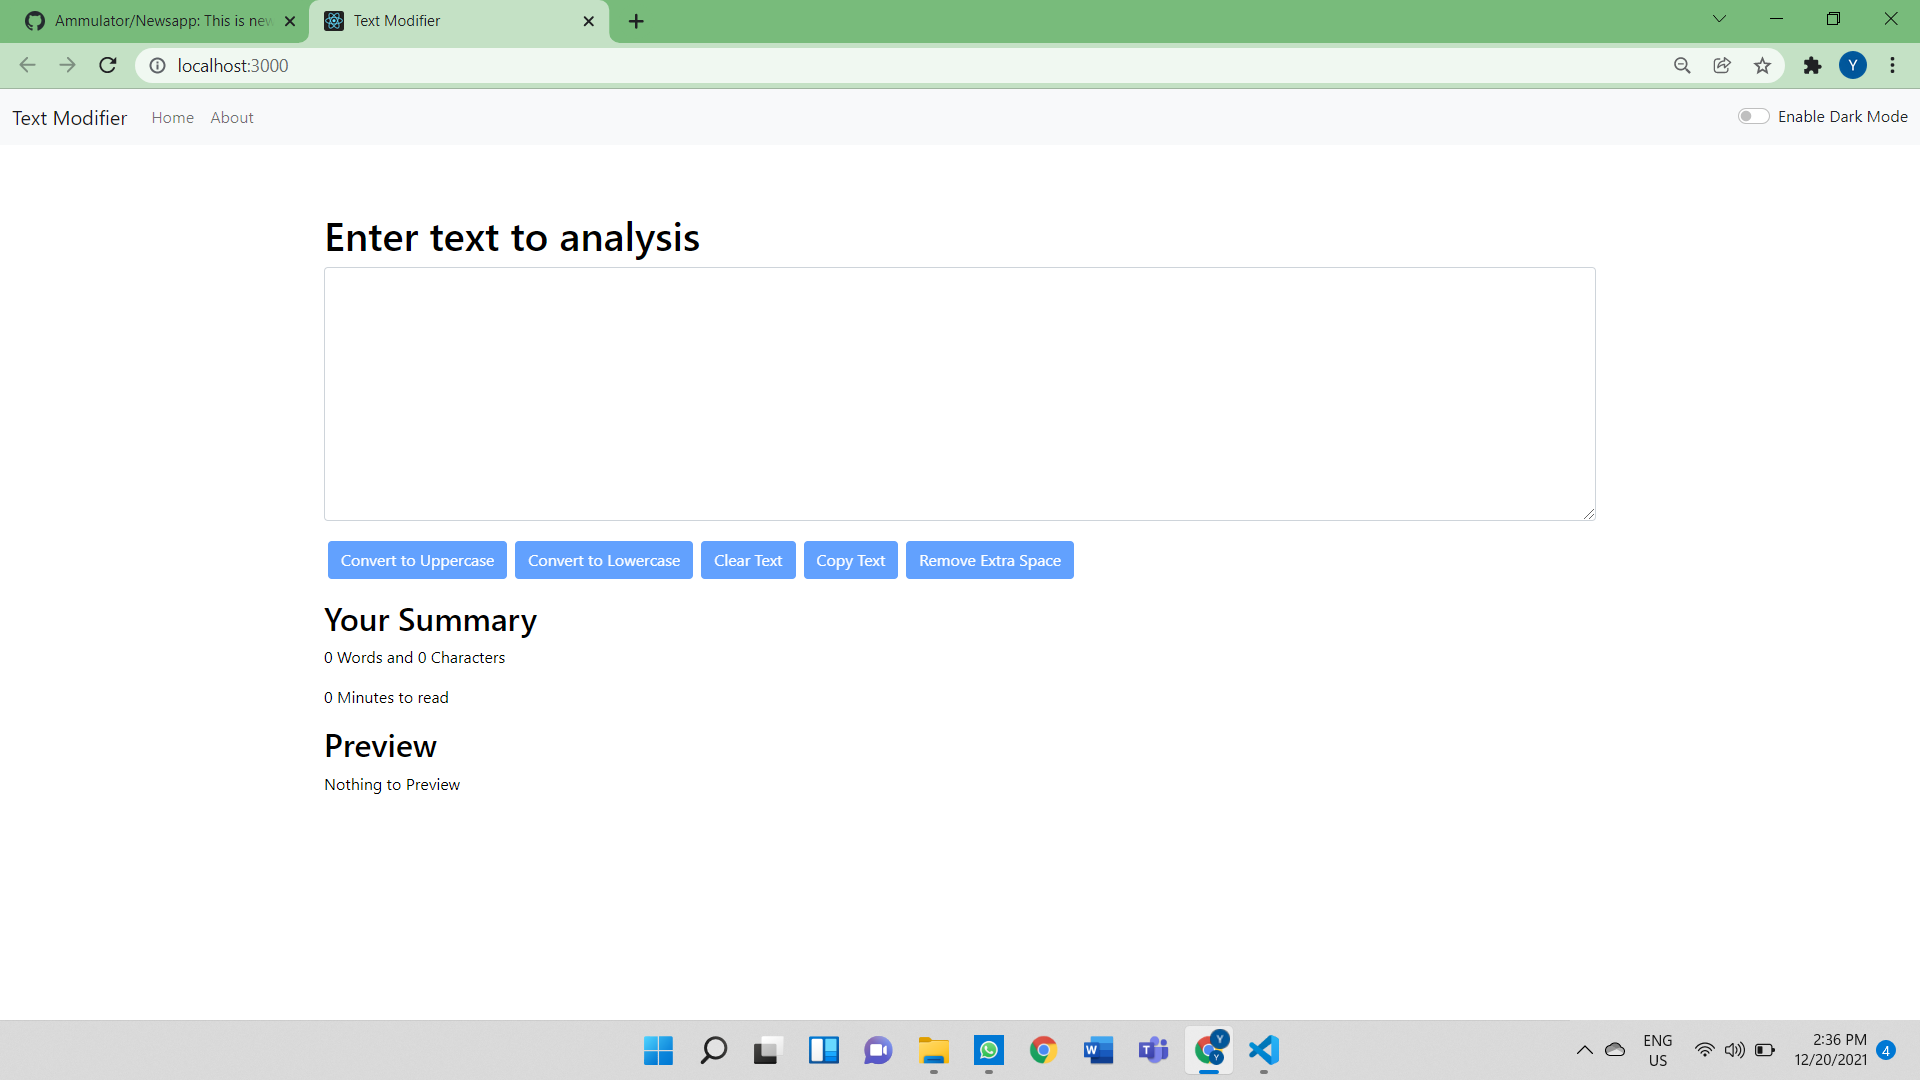 Ammulator/Newsapp: This is new
Text Modifier
localhost:3000
Y
Text Modifier Home About Enable Dark Mode
Enter text to analysis
Convert to Uppercase Convert to Lowercase Clear Text Copy Text Remove Extra Space
Your Summary
0 Words and 0 Characters
0 Minutes to read
Preview
Nothing to Preview
W
T
Y
Y
ENG
US
2:36 PM
12/20/2021
4